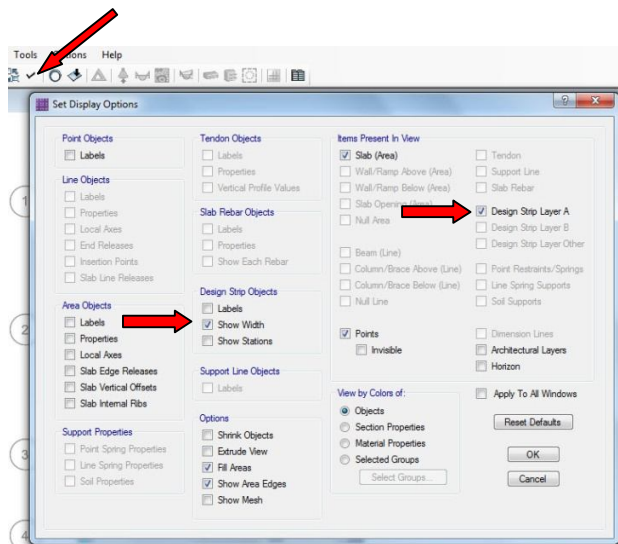 Tools
Options Help
Set Display Options
Point Objects
Labels
Line Objects
Labels
Properties
Local Axes
End Releases
Insertion Points
Slab Line Releases
Area Objects
Labels
Properties
Local Axes
Slab Edge Releases
Slab Vertical Offsets
Slab Internal Ribs
Support Properties
Point Spring Properties
Line Spring Properties
Soil Properties
Tendon Objects
Labels
Properties
Vertical Profile Values
Slab Rebar Objects
Labels
Properties
Show Each Rebar
Design Strip Objects
Labels
Show Width
Show Stations
Support Line Objects
Labels
Options
Shrink Objects
Extrude View
Fill Areas
Show Area Edges
Show Mesh
Items Present In View
Slab (Area)
Wall/Ramp Above (Area)
Wall/Ramp Below (Area)
Slab Opening (Area)
Null Area
Beam (Line)
Column/Brace Above (Line)
Column/Brace Below (Line)
Null Line
Points
Invisible
Tendon
Support Line
Slab Rebar
Design Strip Layer A
Design Strip Layer B
Design Strip Layer Other
Point Restraints/Springs
Line Spring Supports
Soil Supports
Dimension Lines
Architectural Layers
Horizon
View by Colors of:
Objects
Section Properties
Material Properties
Selected Groups
Select Groups...
Apply To All Windows
Reset Defaults
OK
Cancel
1
2
3
4